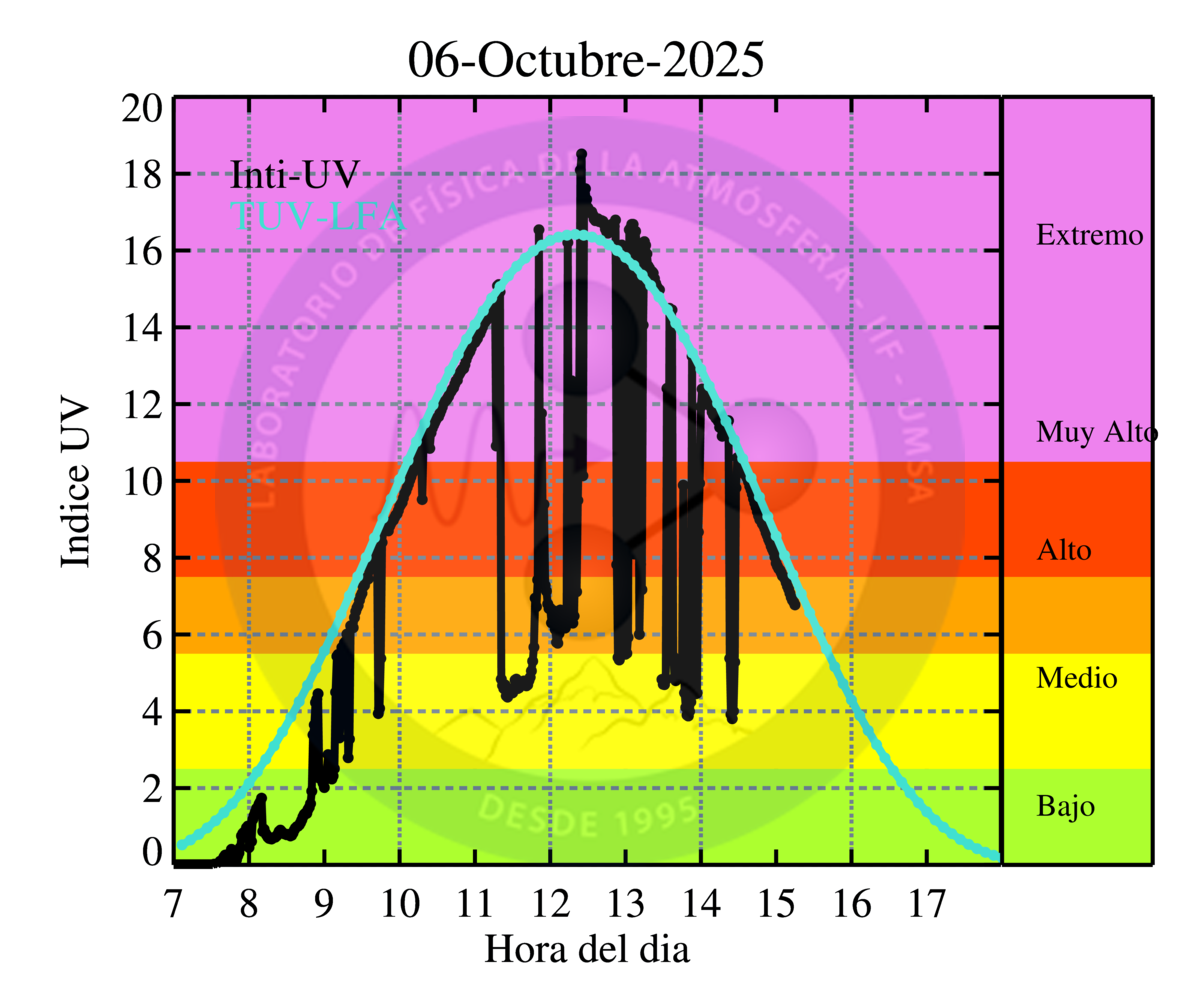 06-Octubre-2025
20
18
16
14
12
10
8
6
4
2
0
Indice UV
Inti-UV
TUV-LFA
LABORATORIO DE FÍSICA DE LA ATMÓSFERA - IIF - UMSA
DESDE 1995
Extremo
Muy Alto
Alto
Medio
Bajo
7 8 9 10 11 12 13 14 15 16 17
Hora del dia